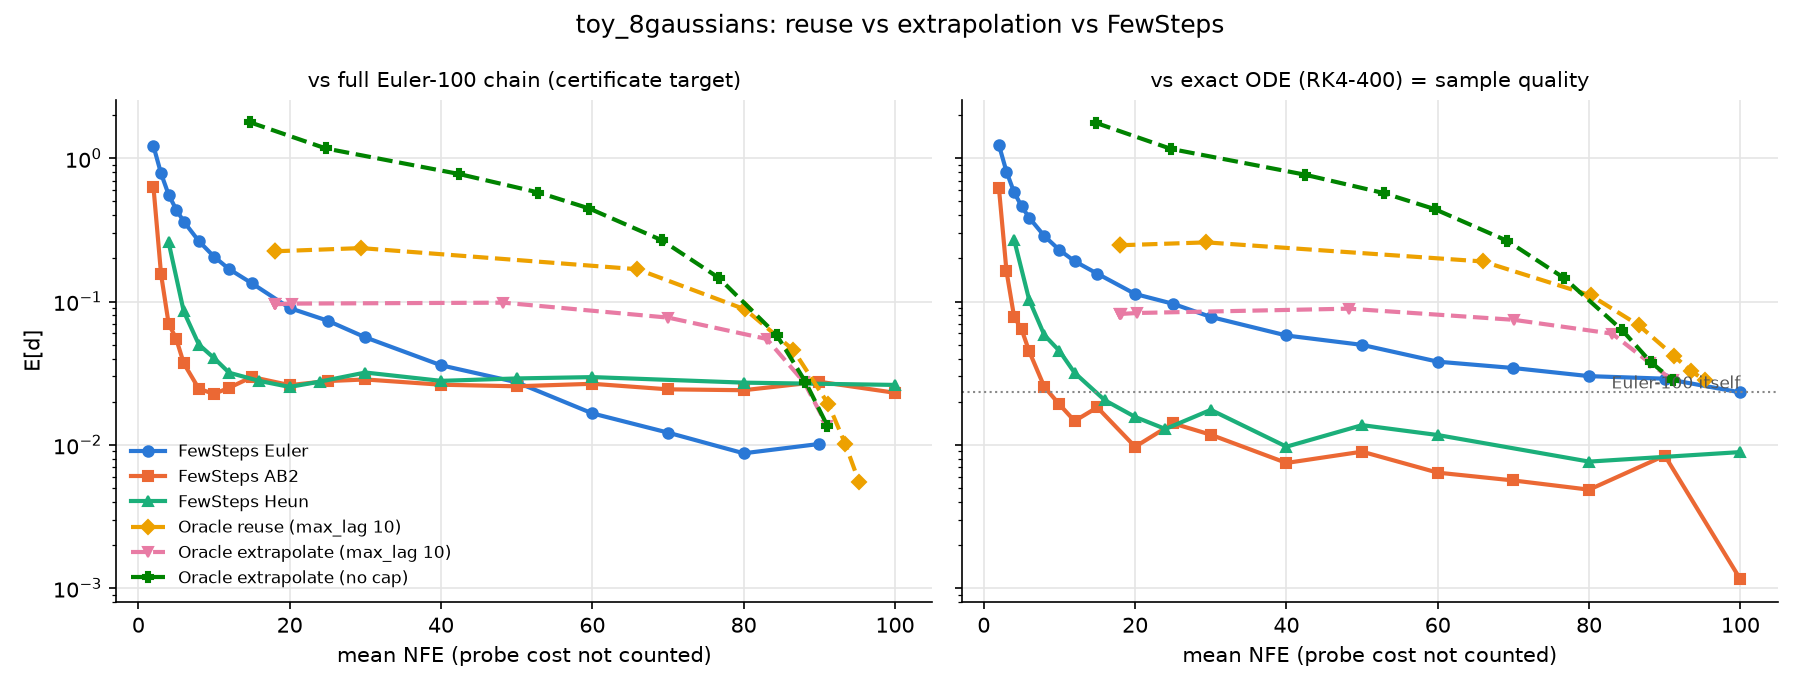 toy_8gaussians: reuse vs extrapolation vs FewSteps
vs full Euler-100 chain (certificate target)
vs exact ODE (RK4-400) = sample quality
E[d]
10⁰
10⁻¹
10⁻²
10⁻³
FewSteps Euler
FewSteps AB2
FewSteps Heun
Oracle reuse (max_lag 10)
Oracle extrapolate (max_lag 10)
Oracle extrapolate (no cap)
Euler-100 itself
0 20 40 60 80 100
0 20 40 60 80 100
mean NFE (probe cost not counted)
mean NFE (probe cost not counted)